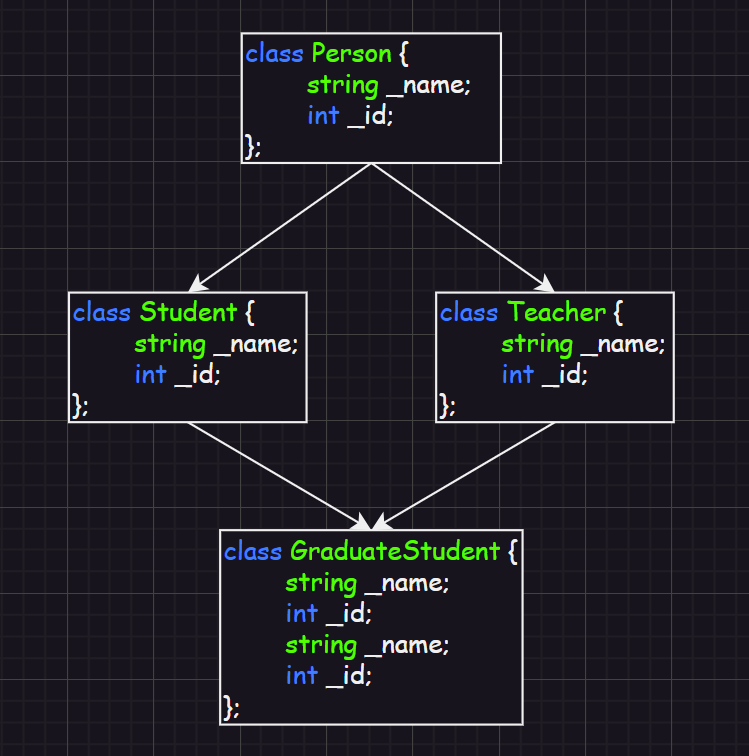 class Person {
string _name;
int _id;
};
class Student {
string _name;
int _id;
};
class Teacher {
string _name;
int _id;
};
class GraduateStudent {
string _name;
int _id;
string _name;
int _id;
};